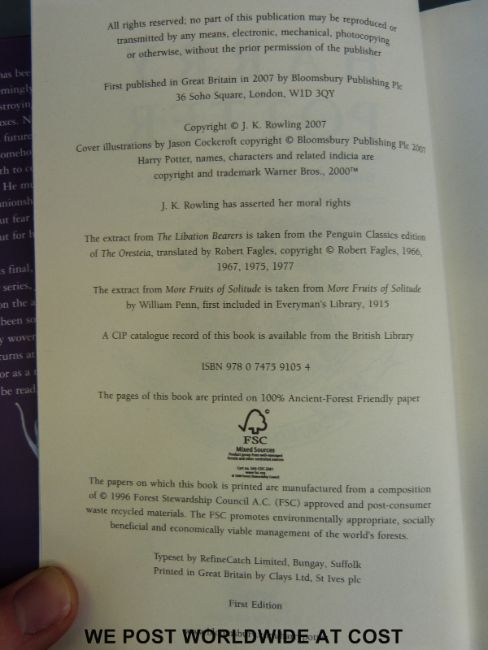 All rights reserved; no part of this publication may be reproduced or
transmitted by any means, electronic, mechanical, photocopying
or otherwise, without the prior permission of the publisher
First published in Great Britain in 2007 by Bloomsbury Publishing Plc
36 Soho Square, London, W1D 3QY
Copyright © J. K. Rowling 2007
Cover illustrations by Jason Cockcroft copyright © Bloomsbury Publishing Plc 2007
Harry Potter, names, characters and related indicia are
copyright and trademark Warner Bros., 2000™
J. K. Rowling has asserted her moral rights
The extract from The Libation Bearers is taken from the Penguin Classics edition
of The Oresteia, translated by Robert Fagles, copyright © Robert Fagles, 1966,
1967, 1975, 1977
The extract from More Fruits of Solitude is taken from More Fruits of Solitude
by William Penn, first included in Everyman's Library, 1915
A CIP catalogue record of this book is available from the British Library
ISBN 978 0 7475 9105 4
The pages of this book are printed on 100% Ancient-Forest Friendly paper
FSC
Mixed Sources
The papers on which this book is printed are manufactured from a composition
of © 1996 Forest Stewardship Council A.C. (FSC) approved and post-consumer
waste recycled materials. The FSC promotes environmentally appropriate, socially
beneficial and economically viable management of the world's forests.
Typeset by RefineCatch Limited, Bungay, Suffolk
Printed in Great Britain by Clays Ltd, St Ives plc
First Edition
WE POST WORLDWIDE AT COST